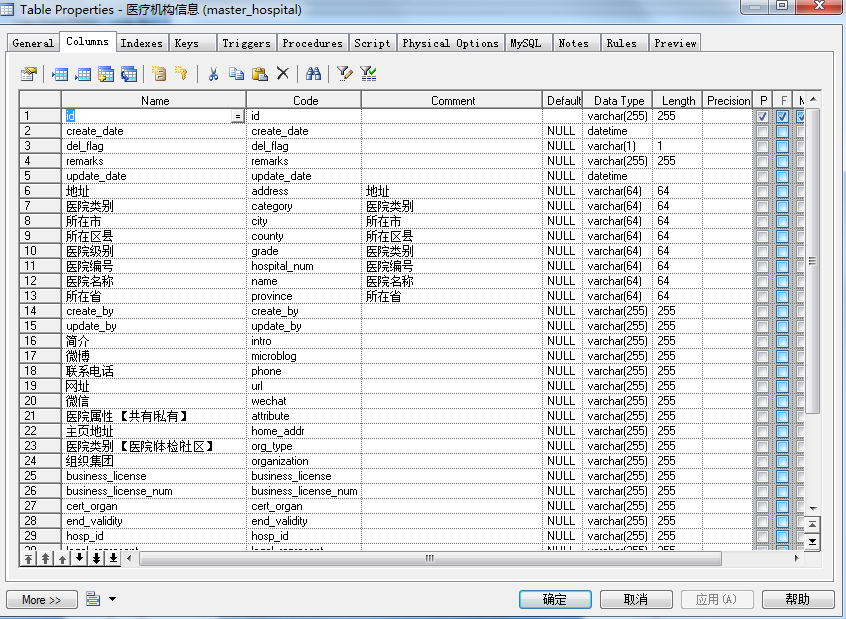 Table Properties - 医疗机构信息 (master_hospital)
General Columns Indexes Keys Triggers Procedures Script Physical Options MySQL Notes Rules Preview
Name Code Comment Default Data Type Length Precision P F M
1 id = id varchar(255) 255
2 create_date create_date NULL datetime
3 del_flag del_flag NULL varchar(1) 1
4 remarks remarks NULL varchar(255) 255
5 update_date update_date NULL datetime
6 地址 address 地址 NULL varchar(64) 64
7 医院类别 category 医院类别 NULL varchar(64) 64
8 所在市 city 所在市 NULL varchar(64) 64
9 所在区县 county 所在区县 NULL varchar(64) 64
10 医院级别 grade 医院类别 NULL varchar(64) 64
11 医院编号 hospital_num 医院编号 NULL varchar(64) 64
12 医院名称 name 医院名称 NULL varchar(64) 64
13 所在省 province 所在省 NULL varchar(64) 64
14 create_by create_by NULL varchar(255) 255
15 update_by update_by NULL varchar(255) 255
16 简介 intro NULL varchar(255) 255
17 微博 microblog NULL varchar(255) 255
18 联系电话 phone NULL varchar(255) 255
19 网址 url NULL varchar(255) 255
20 微信 wechat NULL varchar(255) 255
21 医院属性【共有|私有】 attribute NULL varchar(255) 255
22 主页地址 home_addr NULL varchar(255) 255
23 医院类别【医院|体检|社区】 org_type NULL varchar(255) 255
24 组织集团 organization NULL varchar(255) 255
25 business_license business_license NULL varchar(255) 255
26 business_license_num business_license_num NULL varchar(255) 255
27 cert_organ cert_organ NULL varchar(255) 255
28 end_validity end_validity NULL varchar(255) 255
29 hosp_id hosp_id NULL varchar(255) 255
More >> 确定 取消 应用(A) 帮助